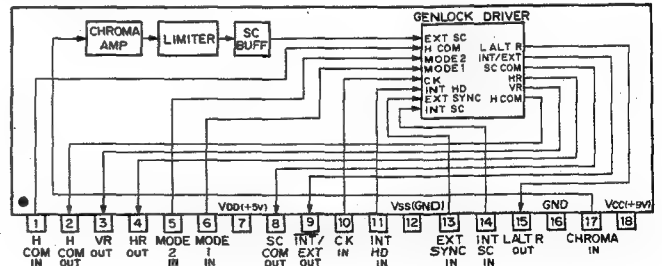 GENLOCK DRIVER
CHROMA AMP
LIMITER
SC BUFF
EXT SC
H COM
MODE 2
MODE 1
CK
INT HD
EXT SYNC
INT SC
L ALT R
INT/EXT
SC COM
HR
VR
H COM
VDD(+5V)
VSS(GND)
GND
VCC(+9V)
1 2 3 4 5 6 7 8 9 10 11 12 13 14 15 16 17 18
H COM IN
H COM OUT
VR OUT
HR OUT
MODE 2 IN
MODE 1 IN
SC COM OUT
INT/EXT OUT
CK IN
INT HD IN
EXT SYNC IN
INT SC IN
LALT R OUT
CHROMA IN